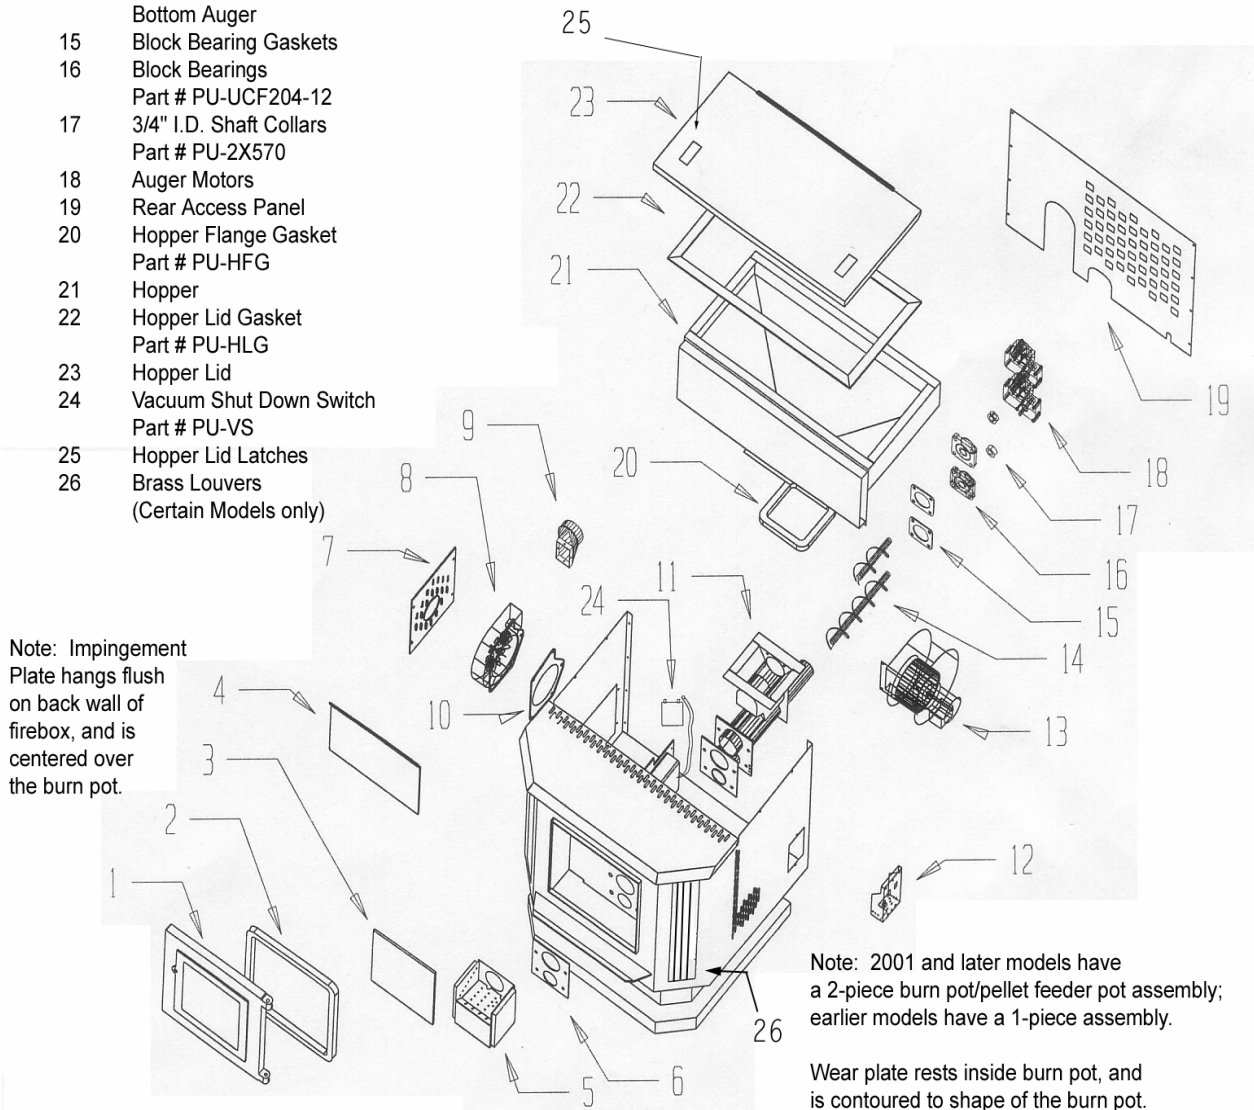 Bottom Auger
15 Block Bearing Gaskets
16 Block Bearings
Part # PU-UCF204-12
17 3/4" I.D. Shaft Collars
Part # PU-2X570
18 Auger Motors
19 Rear Access Panel
20 Hopper Flange Gasket
Part # PU-HFG
21 Hopper
22 Hopper Lid Gasket
Part # PU-HLG
23 Hopper Lid
24 Vacuum Shut Down Switch
Part # PU-VS
25 Hopper Lid Latches
26 Brass Louvers
(Certain Models only)
25
23
22
21
19
9
20
18
8
17
7
11
16
24
15
14
4
10
13
3
2
12
1
26
6
5
Note: Impingement
Plate hangs flush
on back wall of
firebox, and is
centered over
the burn pot.
Note: 2001 and later models have
a 2-piece burn pot/pellet feeder pot assembly;
earlier models have a 1-piece assembly.
Wear plate rests inside burn pot, and
is contoured to shape of the burn pot.